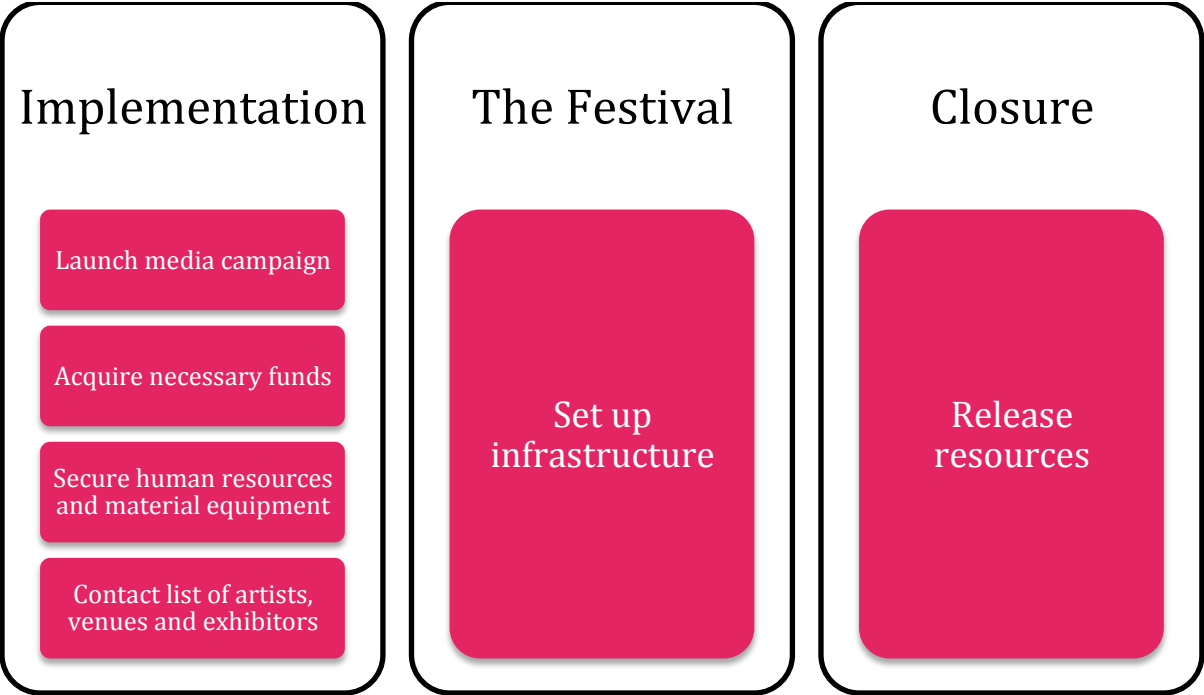 Implementation
Launch media campaign
Acquire necessary funds
Secure human resources
and material equipment
Contact list of artists,
venues and exhibitors
The Festival
Set up
infrastructure
Closure
Release
resources